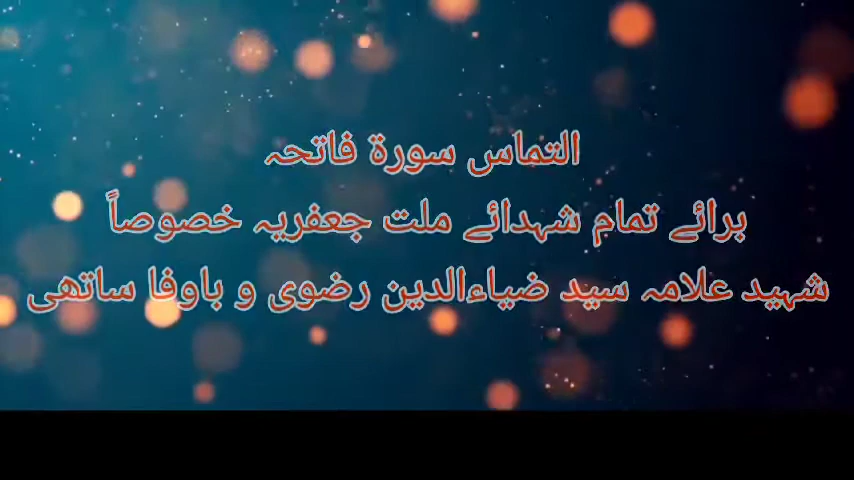 التماس سورۃ فاتحہ
برائے تمام شہدائے ملت جعفریہ خصوصاً
شہید علامہ سید ضیاءالدین رضوی و باوفا ساتھی